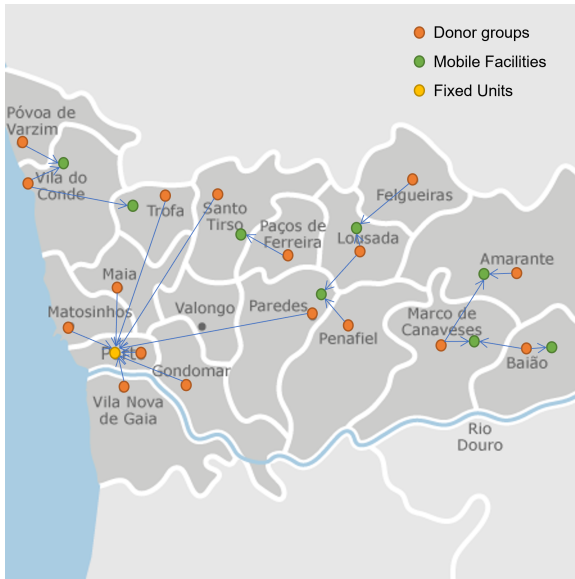 Donor groups
Mobile Facilities
Fixed Units
Póvoa de
Varzim
Vila do
Conde
Trofa
Santo
Tirso
Paços de
Ferreira
Felgueiras
Lousada
Amarante
Maia
Matosinhos
Valongo
Paredes
Penafiel
Marco de
Canaveses
Baião
Gondomar
Vila Nova
de Gaia
Rio
Douro